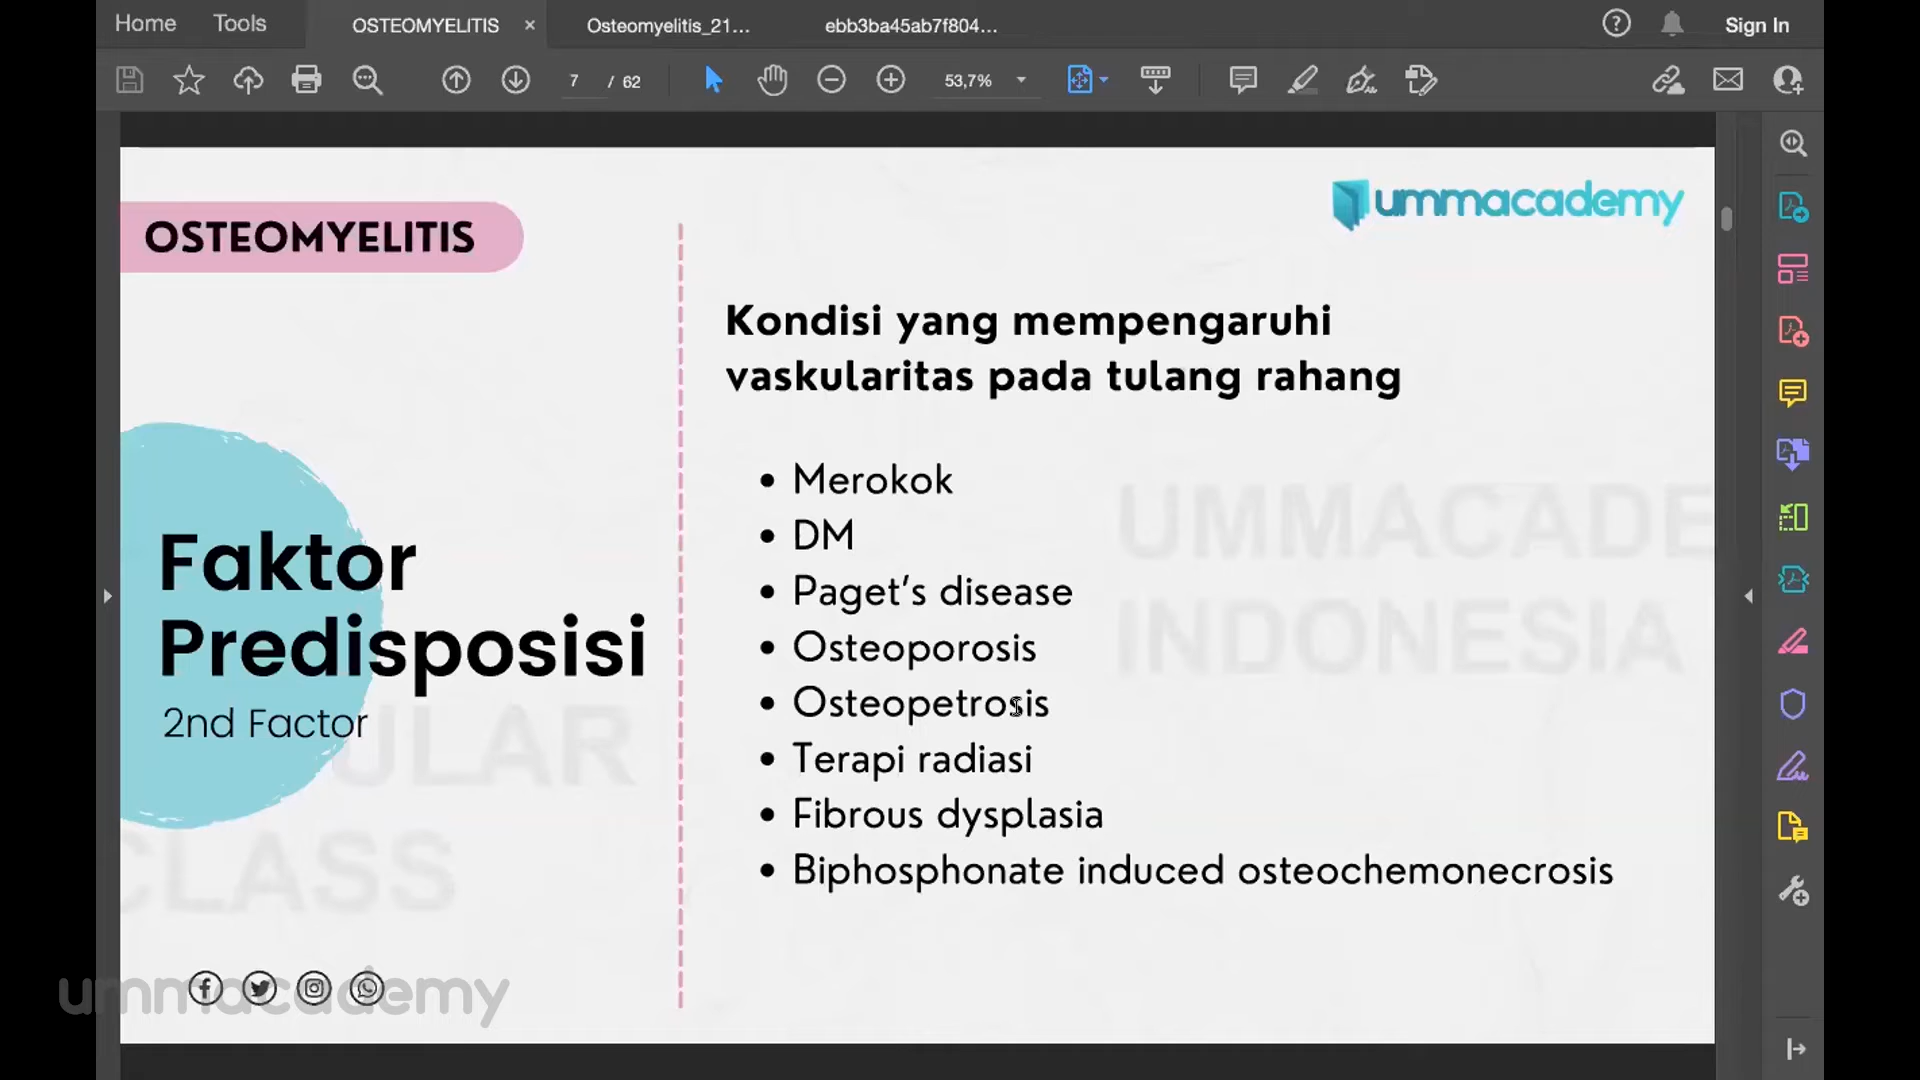 Home Tools OSTEOMYELITIS × Osteomyelitis_21... ebb3ba45ab7f804... Sign In
7 / 62 53,7%
ummacademy
OSTEOMYELITIS
Kondisi yang mempengaruhi
vaskularitas pada tulang rahang
• Merokok
• DM
• Paget’s disease
• Osteoporosis
• Osteopetrosis
• Terapi radiasi
• Fibrous dysplasia
• Biphosphonate induced osteochemonecrosis
Faktor
Predisposisi
2nd Factor
UMMACADE
INDONESIA
ULAR
CLASS
ummacademy